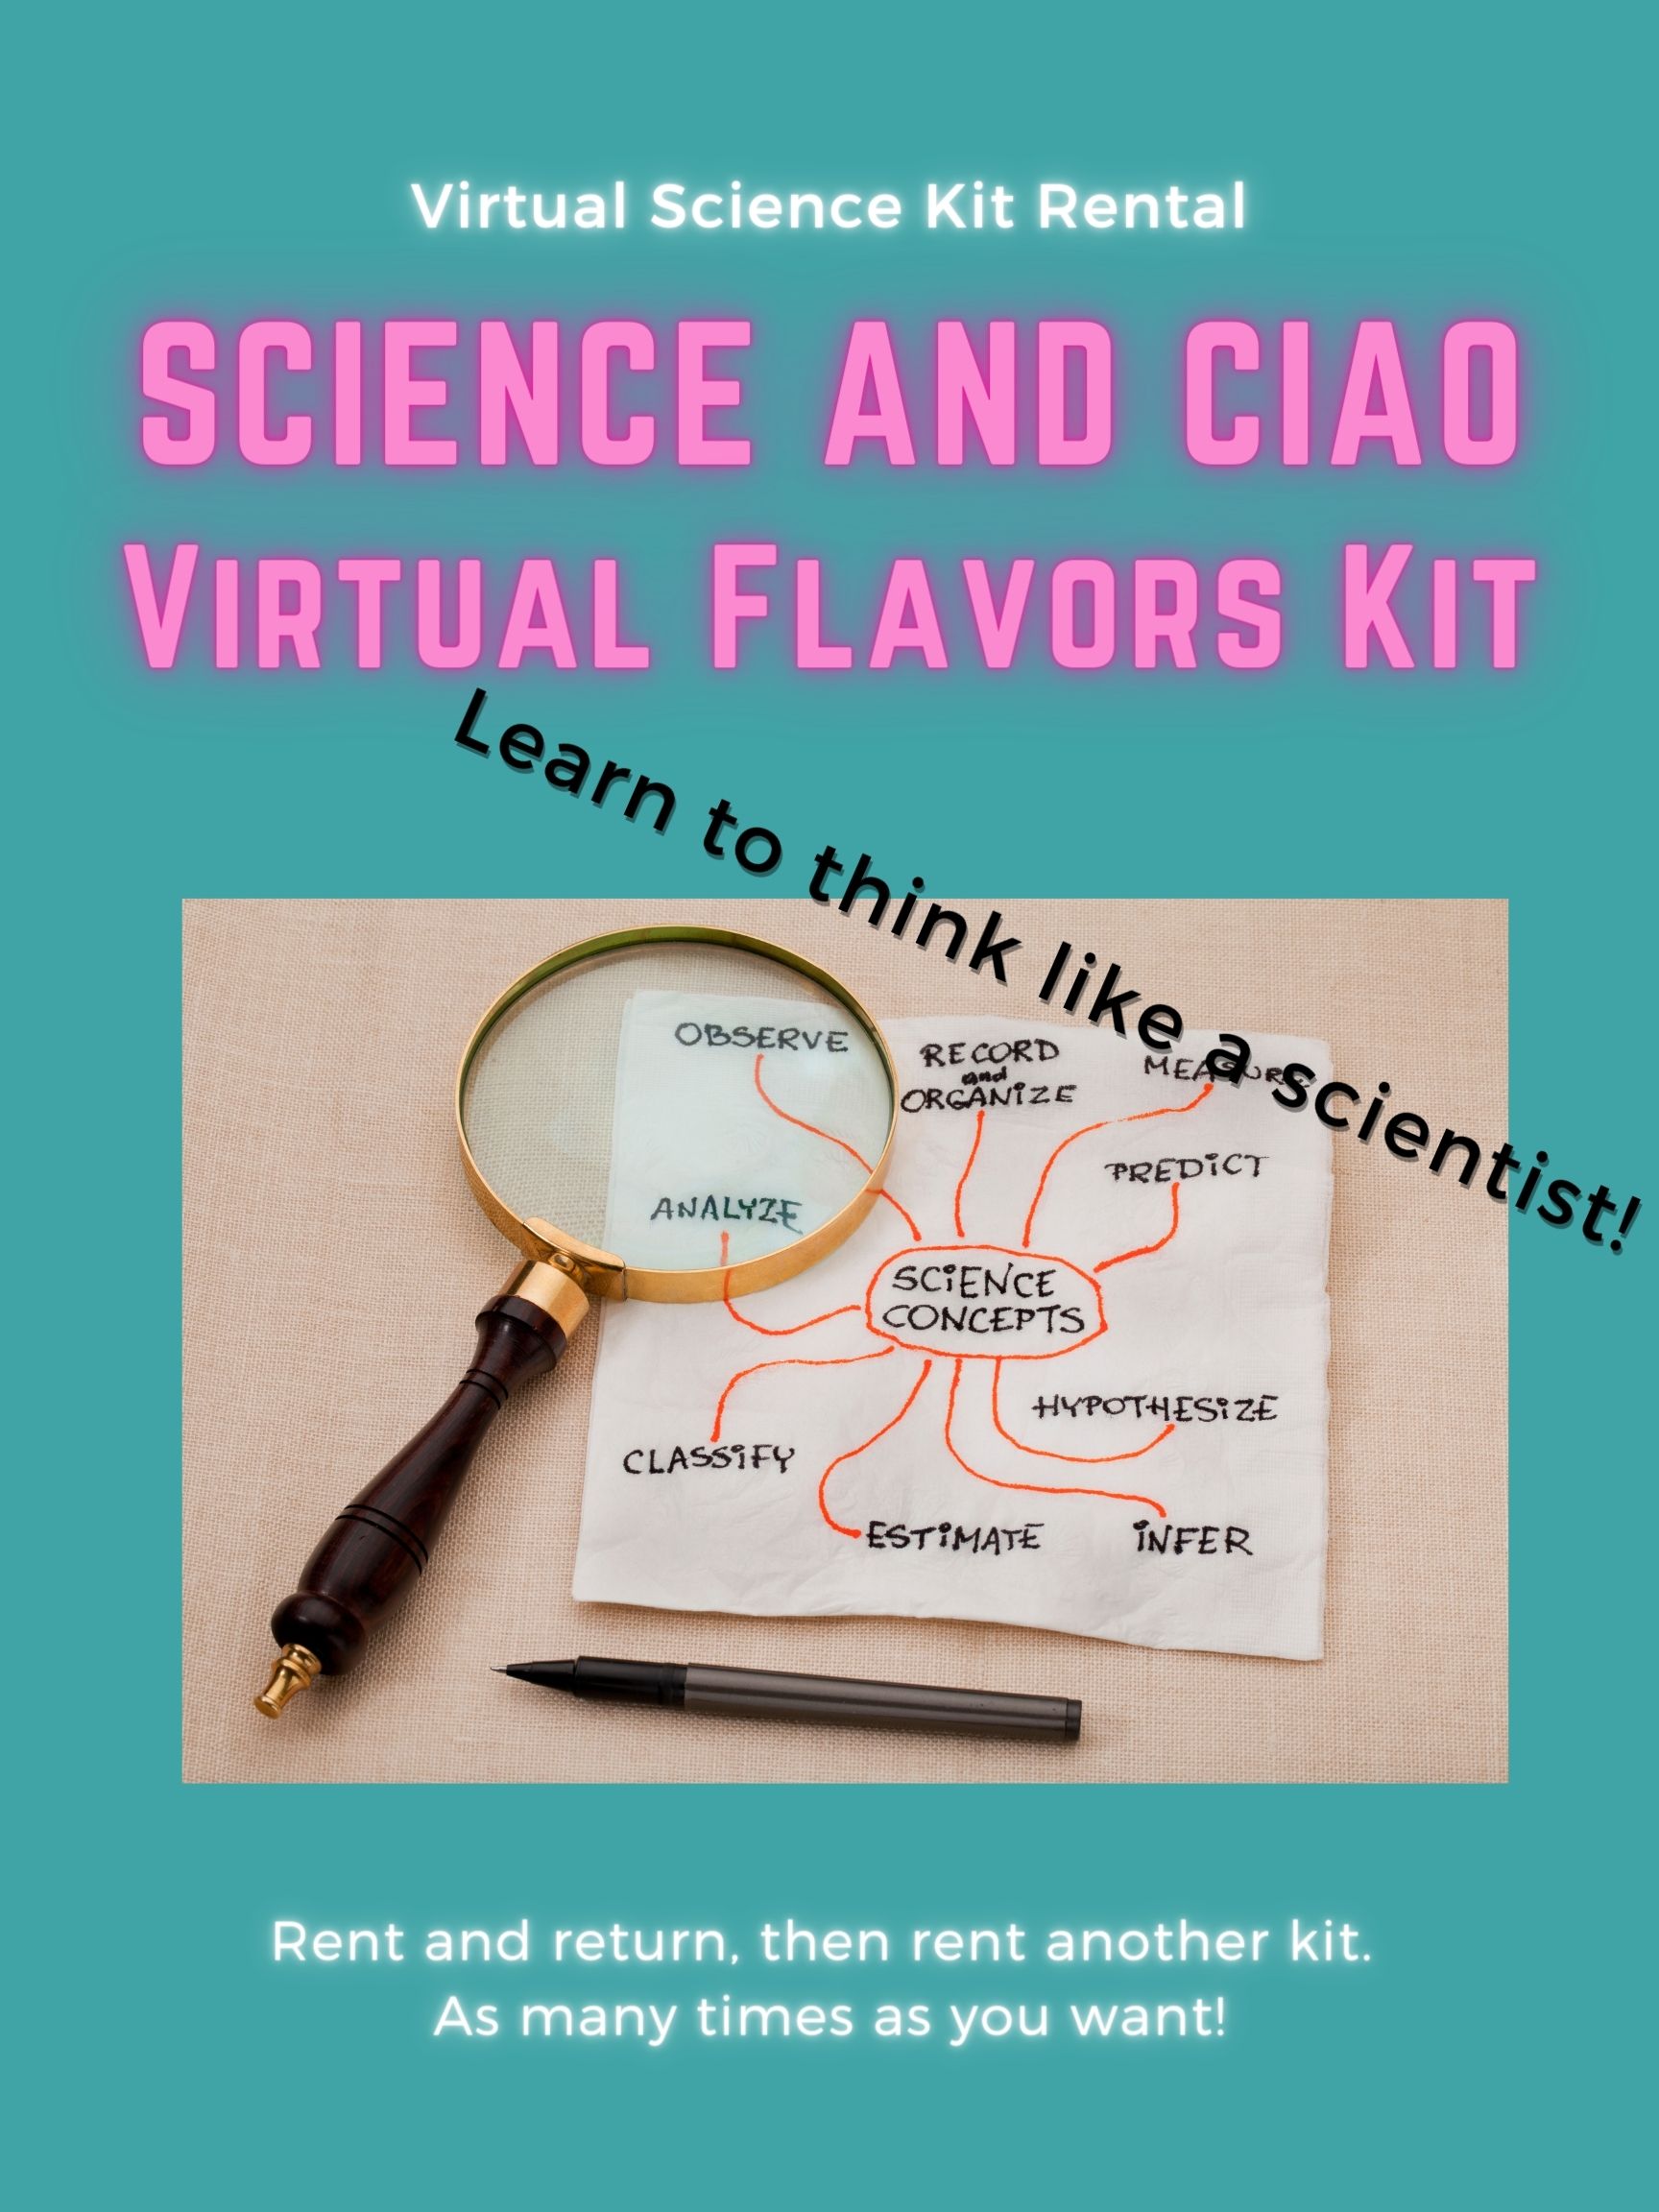 Virtual Science Kit Rental
SCIENCE AND CIAO
VIRTUAL FLAVORS KIT
Learn to think like a scientist!
OBSERVE
RECORD
and
ORGANIZE
MEASURE
PREDICT
ANALYZE
SCIENCE
CONCEPTS
HYPOTHESIZE
CLASSIFY
ESTIMATE
INFER
Rent and return, then rent another kit.
As many times as you want!